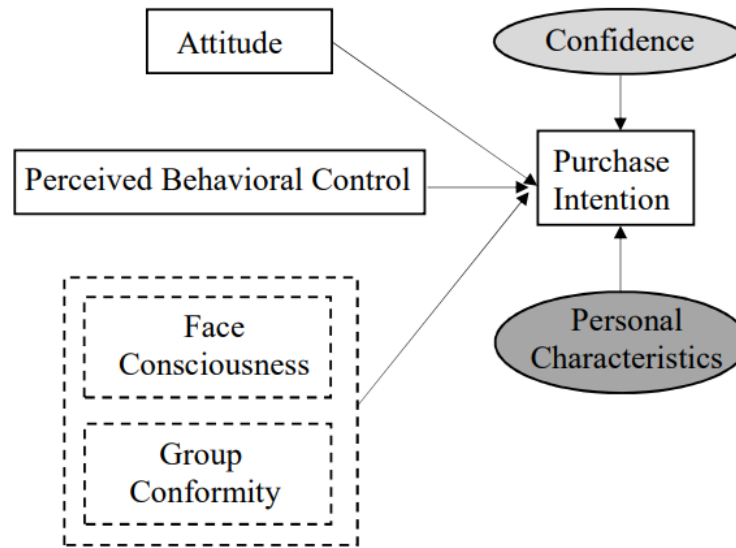 Attitude
Confidence
Perceived Behavioral Control
Purchase
Intention
Face
Consciousness
Personal
Characteristics
Group
Conformity